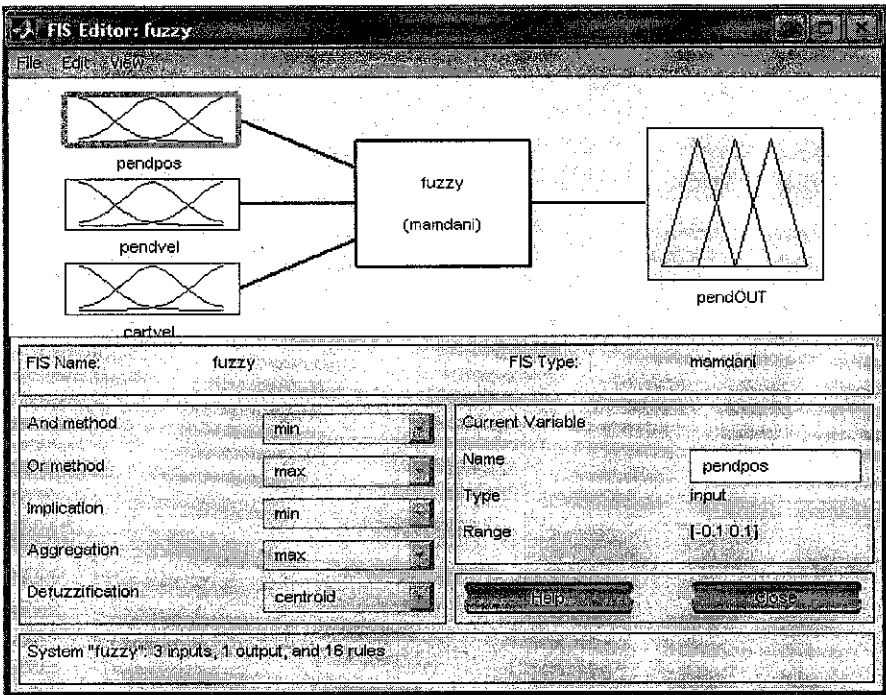 FIS Editor: fuzzy
File Edit View
pendpos
pendvel
cartvel
fuzzy
(mamdani)
pendOUT
FIS Name: fuzzy FIS Type: mamdani
And method min
Or method max
Implication min
Aggregation max
Defuzzification centroid
Current Variable
Name pendpos
Type input
Range [-0.1 0.1]
Help Close
System "fuzzy": 3 inputs, 1 output, and 16 rules